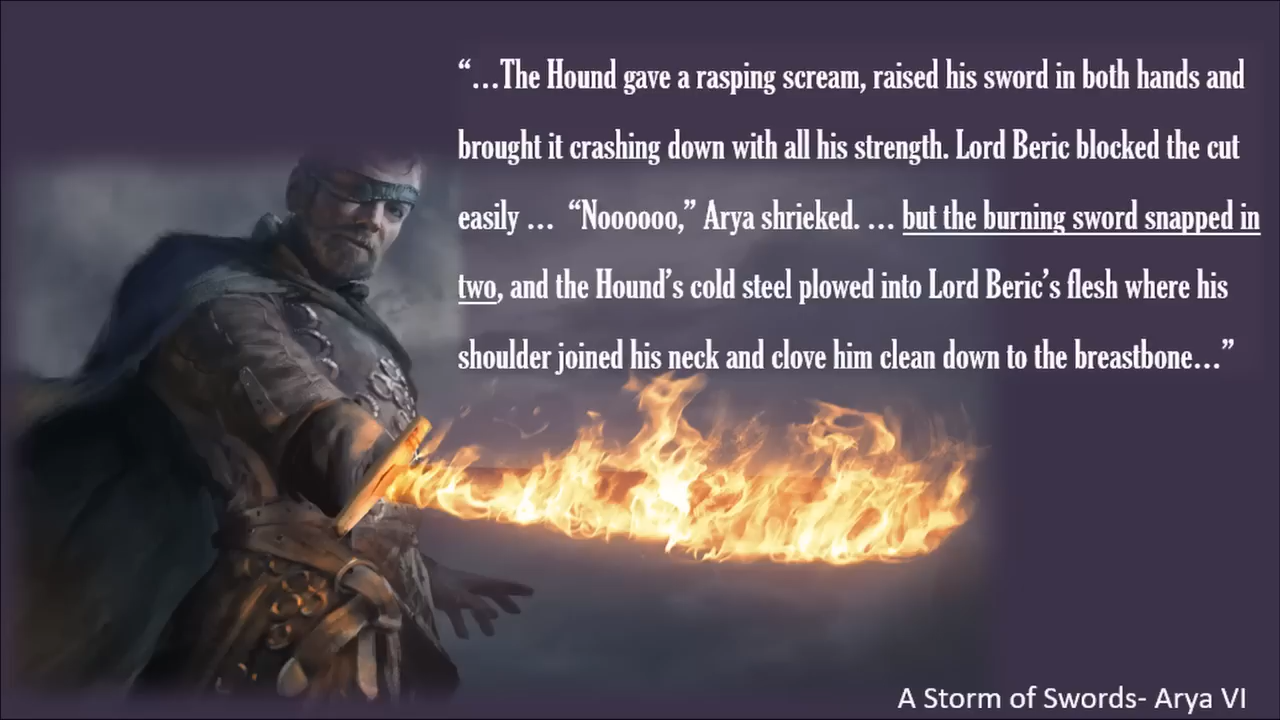 “…The Hound gave a rasping scream, raised his sword in both hands and
brought it crashing down with all his strength. Lord Beric blocked the cut
easily … “Noooooo,” Arya shrieked. … but the burning sword snapped in
two, and the Hound’s cold steel plowed into Lord Beric’s flesh where his
shoulder joined his neck and clove him clean down to the breastbone…”
A Storm of Swords- Arya VI